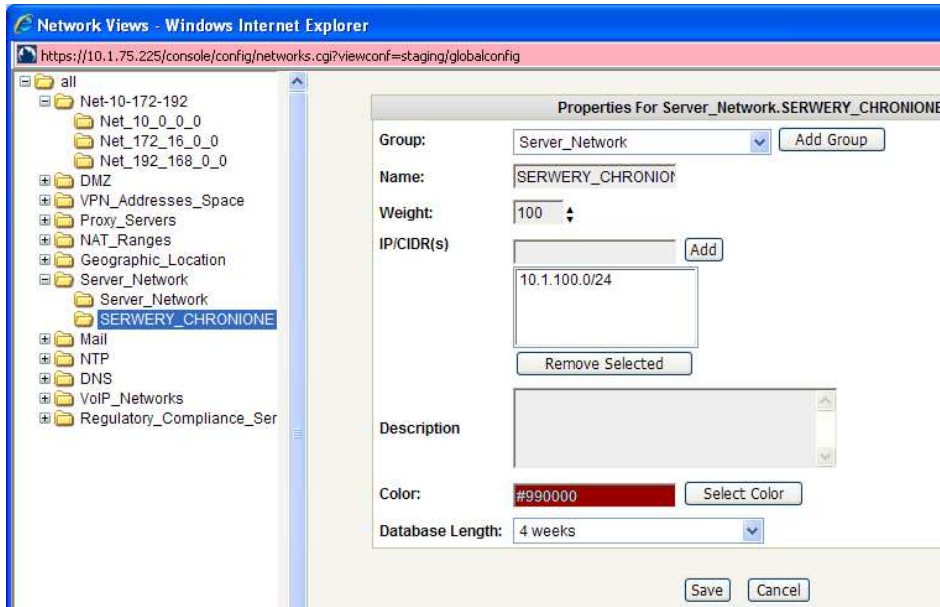 Network Views - Windows Internet Explorer
https://10.1.75.225/console/config/networks.cgi?viewconf=staging/globalconfig
all
Net-10-172-192
Net_10_0_0_0
Net_172_16_0_0
Net_192_168_0_0
DMZ
VPN_Addresses_Space
Proxy_Servers
NAT_Ranges
Geographic_Location
Server_Network
Server_Network
SERWERY_CHRONIONE
Mail
NTP
DNS
VoIP_Networks
Regulatory_Compliance_Ser
Properties For Server_Network.SERWERY_CHRONIONE
Group: Server_Network Add Group
Name: SERWERY_CHRONION
Weight: 100
IP/CIDR(s) Add
10.1.100.0/24
Remove Selected
Description
Color: #990000 Select Color
Database Length: 4 weeks
Save Cancel